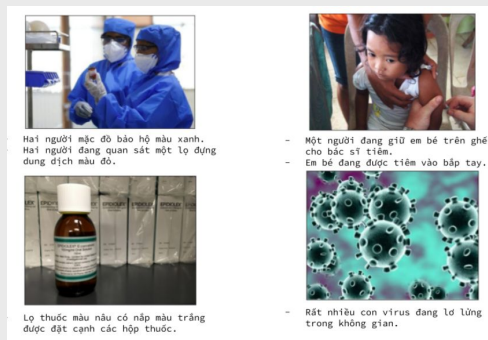 - Hai người mặc đồ bảo hộ màu xanh.
- Hai người đang quan sát một lọ đựng
dung dịch màu đỏ.
- Một người đang giữ em bé trên ghế
cho bác sĩ tiêm.
- Em bé đang được tiêm vào bắp tay.
EPIDIOLEX
- Lọ thuốc màu nâu có nắp màu trắng
được đặt cạnh các hộp thuốc.
- Rất nhiều con virus đang lơ lửng
trong không gian.